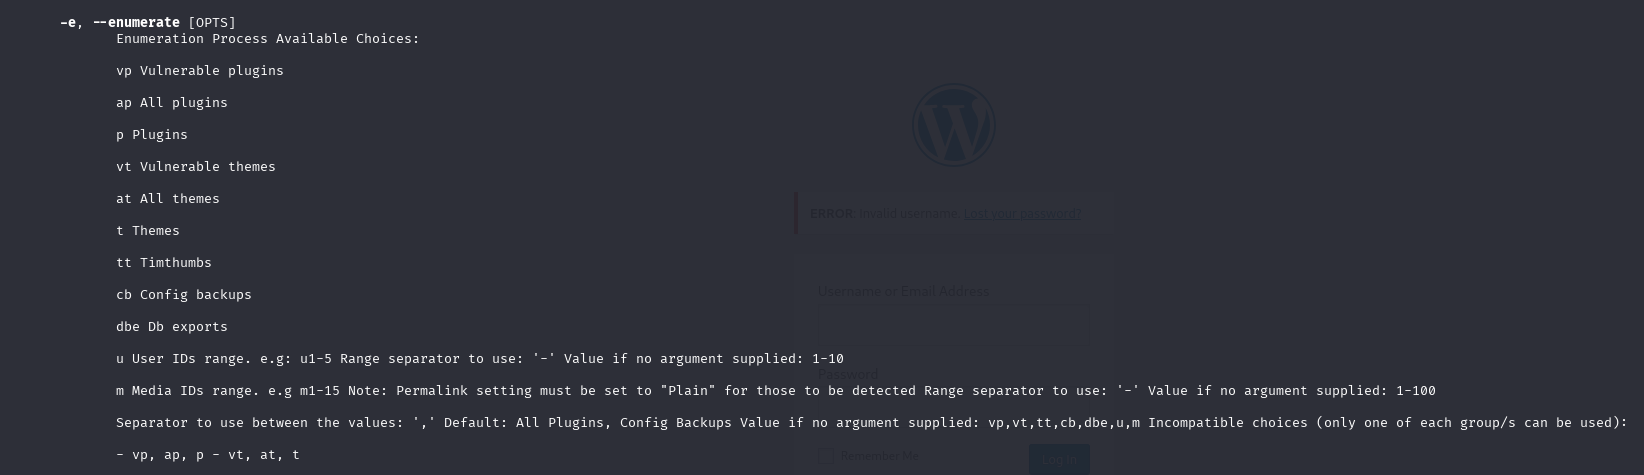 -e, --enumerate [OPTS]
Enumeration Process Available Choices:
vp Vulnerable plugins
ap All plugins
p Plugins
vt Vulnerable themes
at All themes
t Themes
tt Timthumbs
cb Config backups
dbe Db exports
u User IDs range. e.g: u1-5 Range separator to use: '-' Value if no argument supplied: 1-10
m Media IDs range. e.g m1-15 Note: Permalink setting must be set to "Plain" for those to be detected Range separator to use: '-' Value if no argument supplied: 1-100
Separator to use between the values: ',' Default: All Plugins, Config Backups Value if no argument supplied: vp,vt,tt,cb,dbe,u,m Incompatible choices (only one of each group/s can be used):
- vp, ap, p - vt, at, t
ERROR: Invalid username. Lost your password?
Username or Email Address
Password
Remember Me
Log In